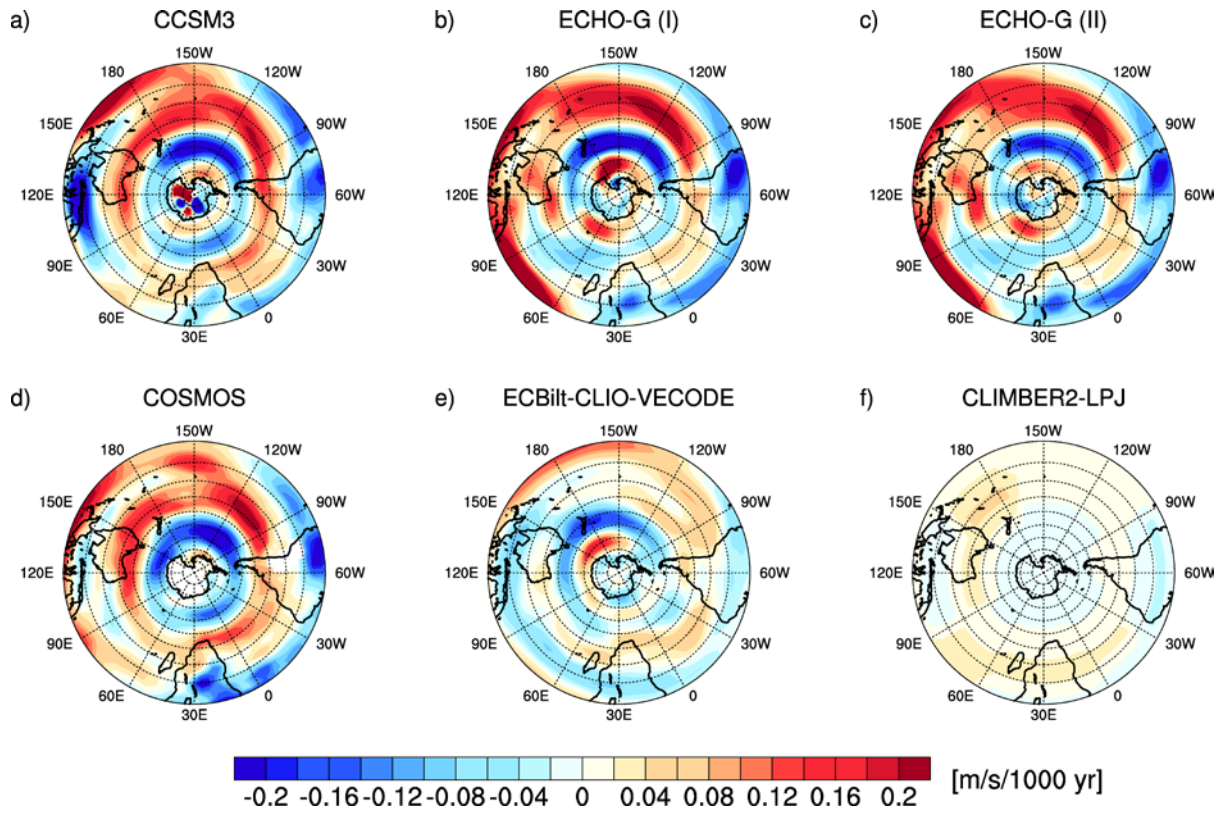 a) CCSM3
b) ECHO-G (I)
c) ECHO-G (II)
150W
180 120W
150E 90W
120E 60W
90E 30W
60E 0
30E
150W
180 120W
150E 90W
120E 60W
90E 30W
60E 0
30E
150W
180 120W
150E 90W
120E 60W
90E 30W
60E 0
30E
d) COSMOS
e) ECBilt-CLIO-VECODE
f) CLIMBER2-LPJ
150W
180 120W
150E 90W
120E 60W
90E 30W
60E 0
30E
150W
180 120W
150E 90W
120E 60W
90E 30W
60E 0
30E
150W
180 120W
150E 90W
120E 60W
90E 30W
60E 0
30E
-0.2 -0.16 -0.12 -0.08 -0.04 0 0.04 0.08 0.12 0.16 0.2 [m/s/1000 yr]